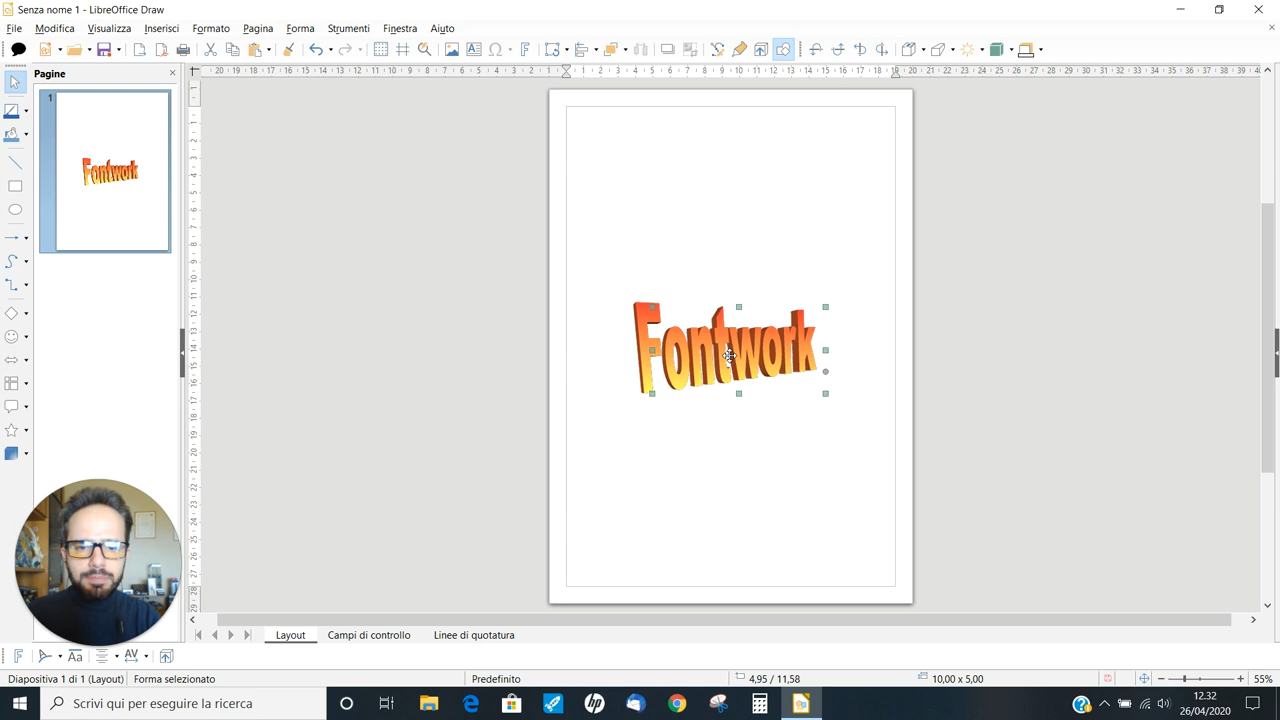 Senza nome 1 - LibreOffice Draw
File Modifica Visualizza Inserisci Formato Pagina Forma Strumenti Finestra Aiuto
Pagine
1
Fontwork
Fontwork
Layout Campi di controllo Linee di quotatura
Diapositiva 1 di 1 (Layout) Forma selezionato Predefinito 4,95 / 11,58 10,00 x 5,00 55%
Scrivi qui per eseguire la ricerca
12.32
26/04/2020